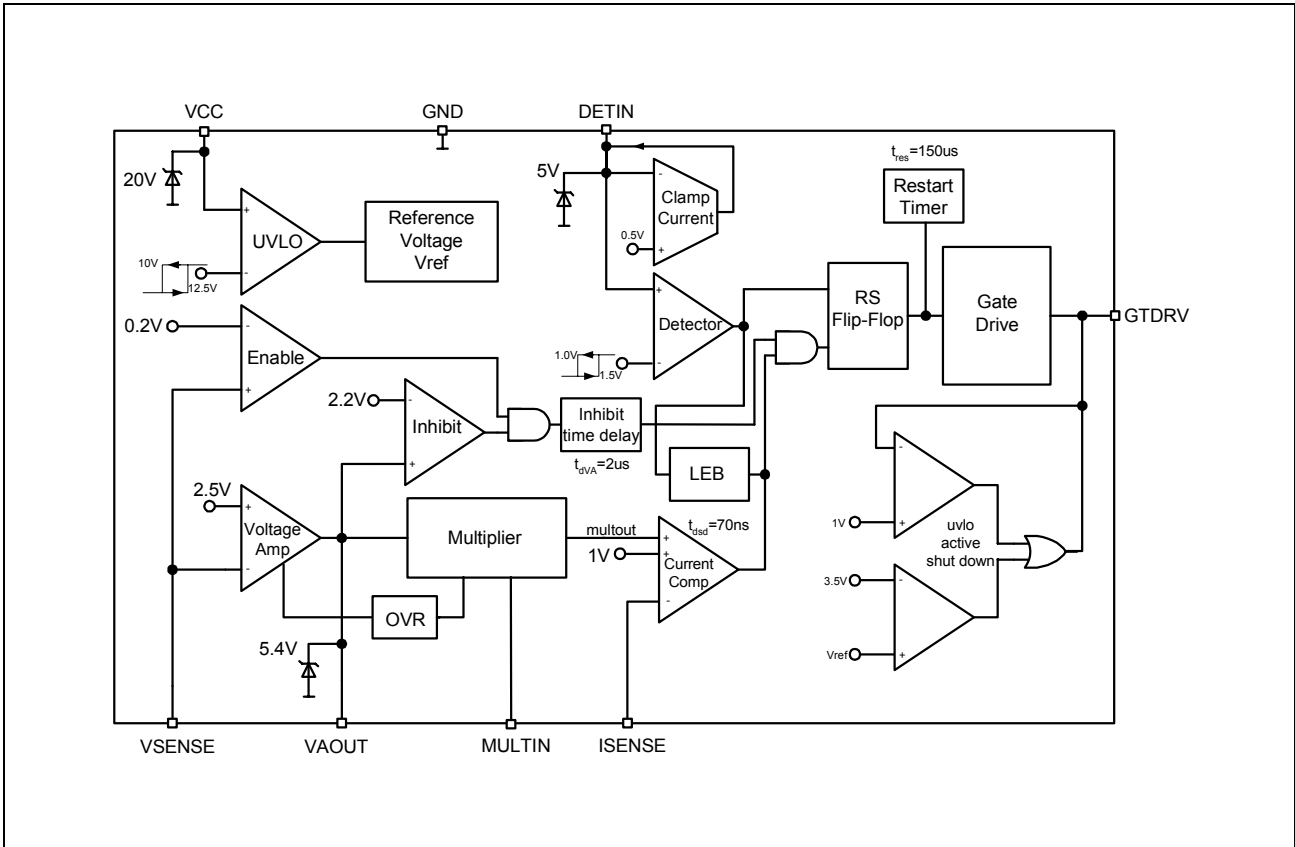 VCC
GND
DETIN
20V
+
UVLO
-
10V
12.5V
Reference
Voltage
Vref
5V
-
Clamp
Current
0.5V
+
t_res=150us
Restart
Timer
0.2V
-
Enable
+
+
Detector
-
1.0V
1.5V
RS
Flip-Flop
Gate
Drive
GTDRV
2.2V
-
Inhibit
+
Inhibit
time delay
t_dVA=2us
LEB
2.5V
+
Voltage
Amp
-
Multiplier
multout
t_dsd=70ns
+
1V
+
Current
Comp
-
OVR
5.4V
-
1V
+
uvlo
active
shut down
3.5V
-
Vref
+
VSENSE
VAOUT
MULTIN
ISENSE